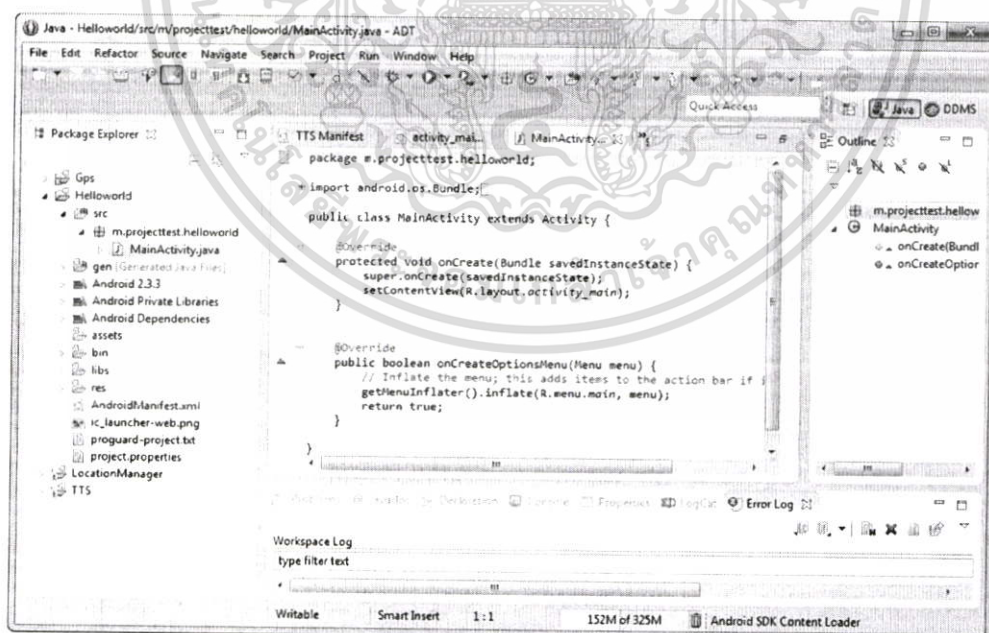 Java - Helloworld/src/m/projecttest/helloworld/MainActivity.java - ADT
File Edit Refactor Source Navigate Search Project Run Window Help
Quick Access
Java
DDMS
Package Explorer
Gps
Helloworld
src
m.projecttest.helloworld
MainActivity.java
gen [Generated Java Files]
Android 2.3.3
Android Private Libraries
Android Dependencies
assets
bin
libs
res
AndroidManifest.xml
ic_launcher-web.png
proguard-project.txt
project.properties
LocationManager
TTS
TTS Manifest
activity_mai...
MainActivity...
package m.projecttest.helloworld;
import android.os.Bundle;
public class MainActivity extends Activity {
@Override
protected void onCreate(Bundle savedInstanceState) {
super.onCreate(savedInstanceState);
setContentView(R.layout.activity_main);
}
@Override
public boolean onCreateOptionsMenu(Menu menu) {
// Inflate the menu; this adds items to the action bar if i
getMenuInflater().inflate(R.menu.main, menu);
return true;
}
}
Outline
m.projecttest.hellow
MainActivity
onCreate(Bundl
onCreateOption
Declaration
Console
Properties
LogCat
Error Log
Workspace Log
type filter text
Writable
Smart Insert
1:1
152M of 325M
Android SDK Content Loader